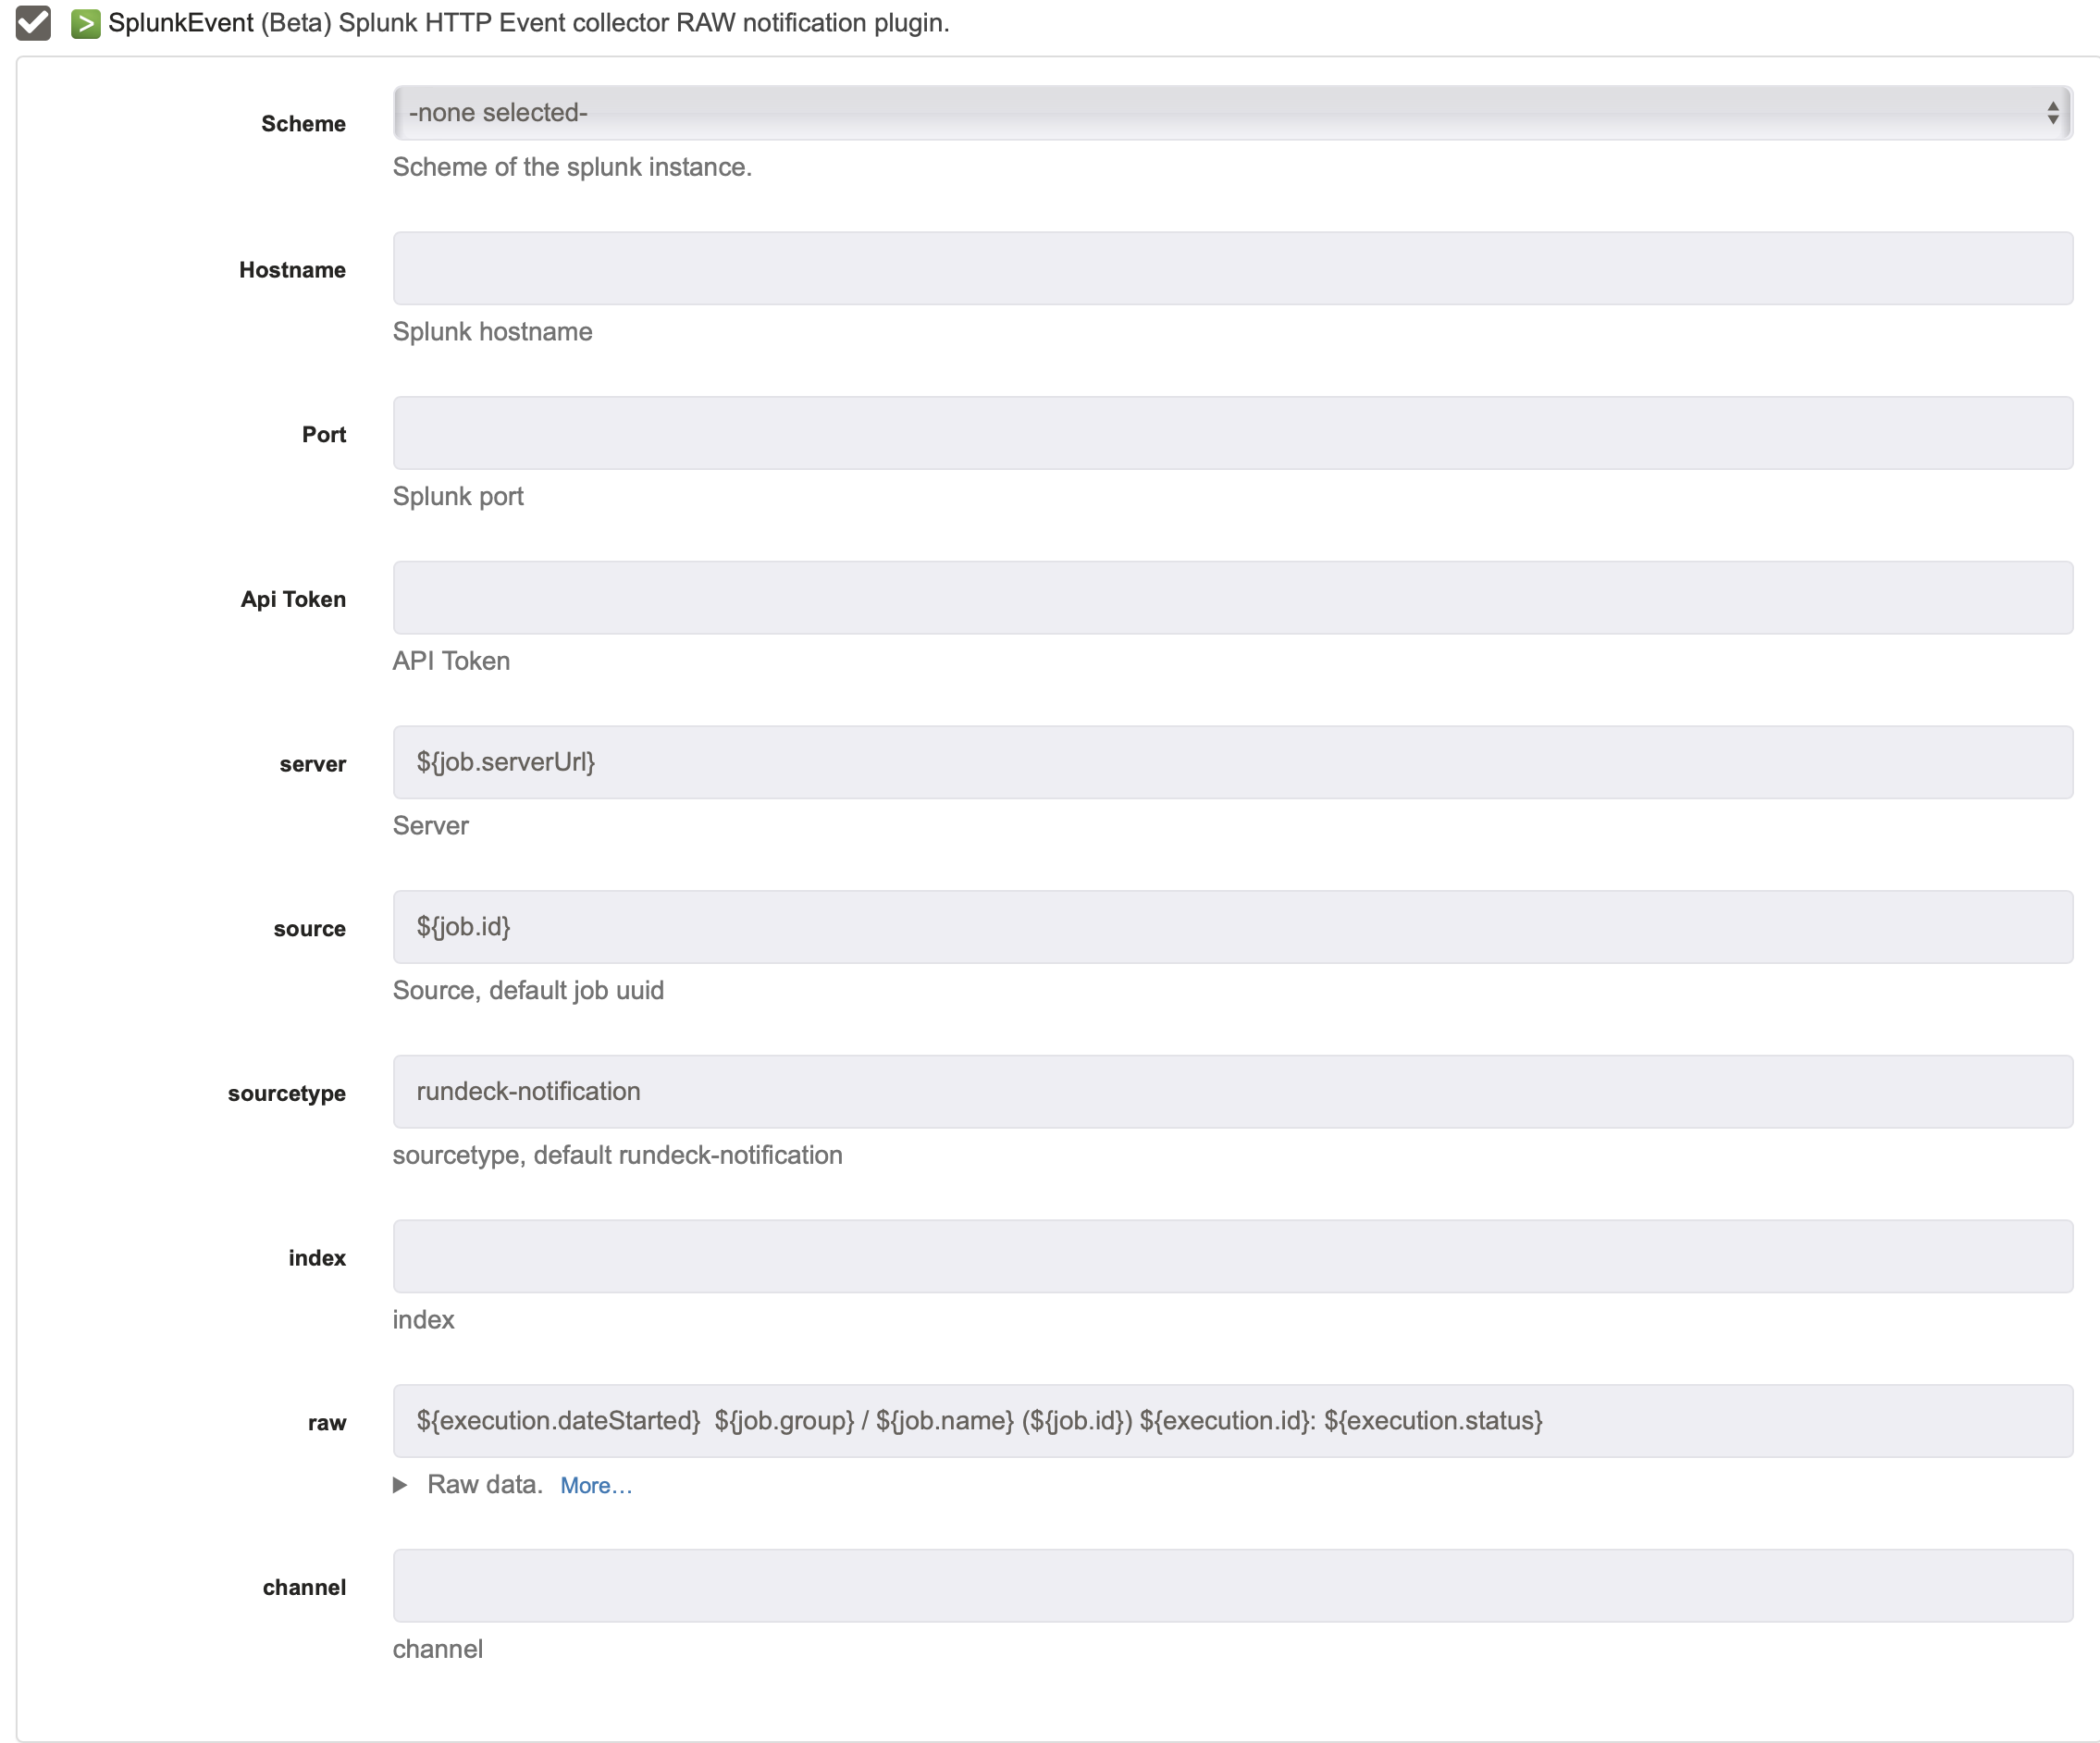 SplunkEvent (Beta) Splunk HTTP Event collector RAW notification plugin.
Scheme
-none selected-
Scheme of the splunk instance.
Hostname
Splunk hostname
Port
Splunk port
Api Token
API Token
server
${job.serverUrl}
Server
source
${job.id}
Source, default job uuid
sourcetype
rundeck-notification
sourcetype, default rundeck-notification
index
index
raw
${execution.dateStarted}  ${job.group} / ${job.name} (${job.id}) ${execution.id}: ${execution.status}
Raw data. More...
channel
channel